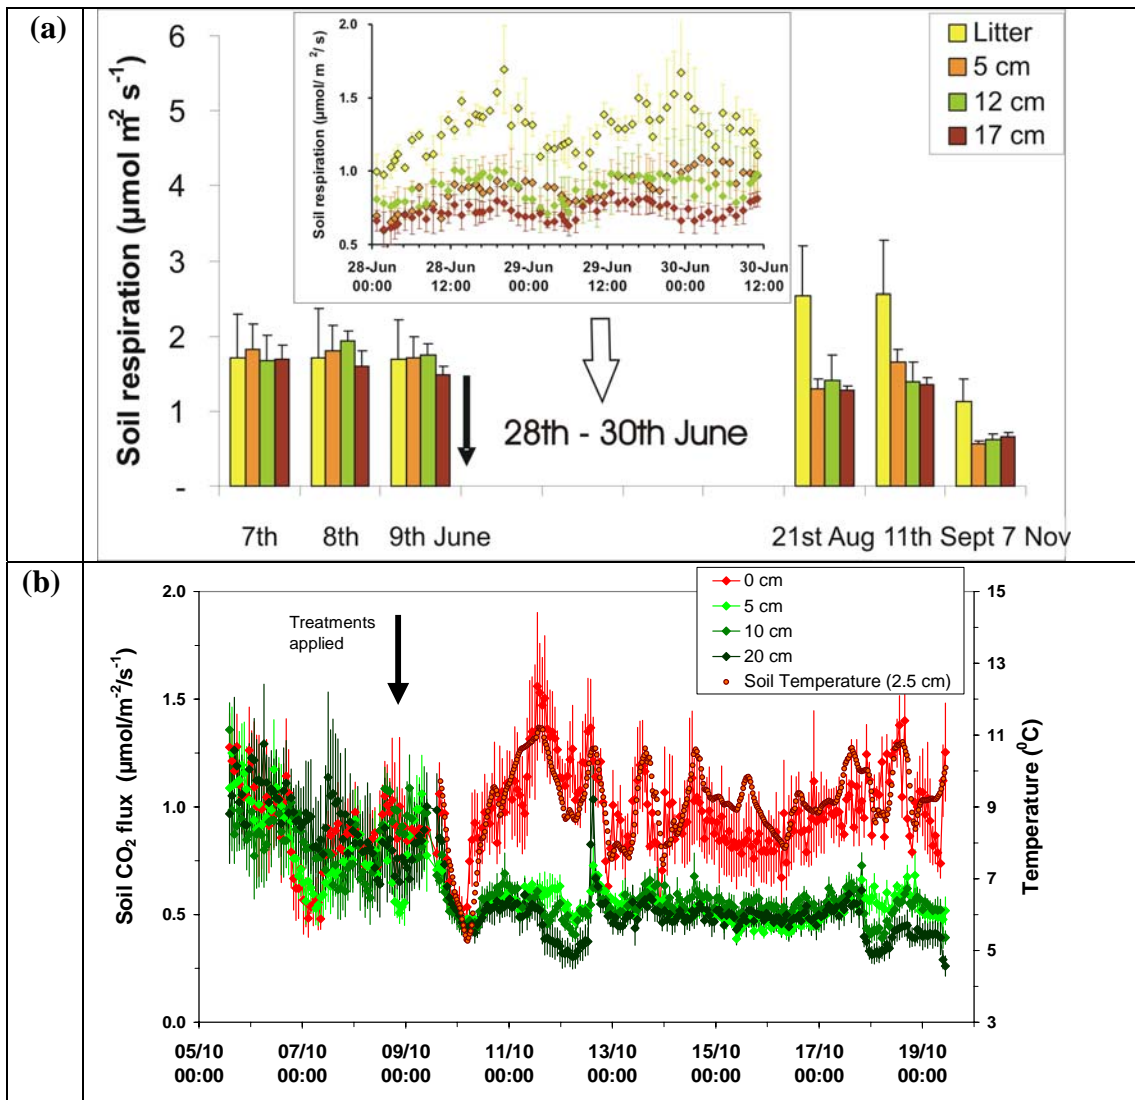 (a)
Soil respiration (µmol m̈² s⁻¹)
6
5
4
3
2
1
-
Soil respiration (µmol/ m ²/ s)
2.0
1.5
1.0
0.5
28-Jun 28-Jun 29-Jun 29-Jun 30-Jun 30-Jun
00:00 12:00 00:00 12:00 00:00 12:00
Litter
5 cm
12 cm
17 cm
28th - 30th June
7th 8th 9th June 21st Aug 11th Sept 7 Nov
(b)
Soil CO₂ flux (µmol/m⁻²/s⁻¹)
2.0
1.5
1.0
0.5
0.0
Treatments
applied
0 cm
5 cm
10 cm
20 cm
Soil Temperature (2.5 cm)
15
13
11
9
7
5
3
Temperature (⁰C)
05/10 07/10 09/10 11/10 13/10 15/10 17/10 19/10
00:00 00:00 00:00 00:00 00:00 00:00 00:00 00:00